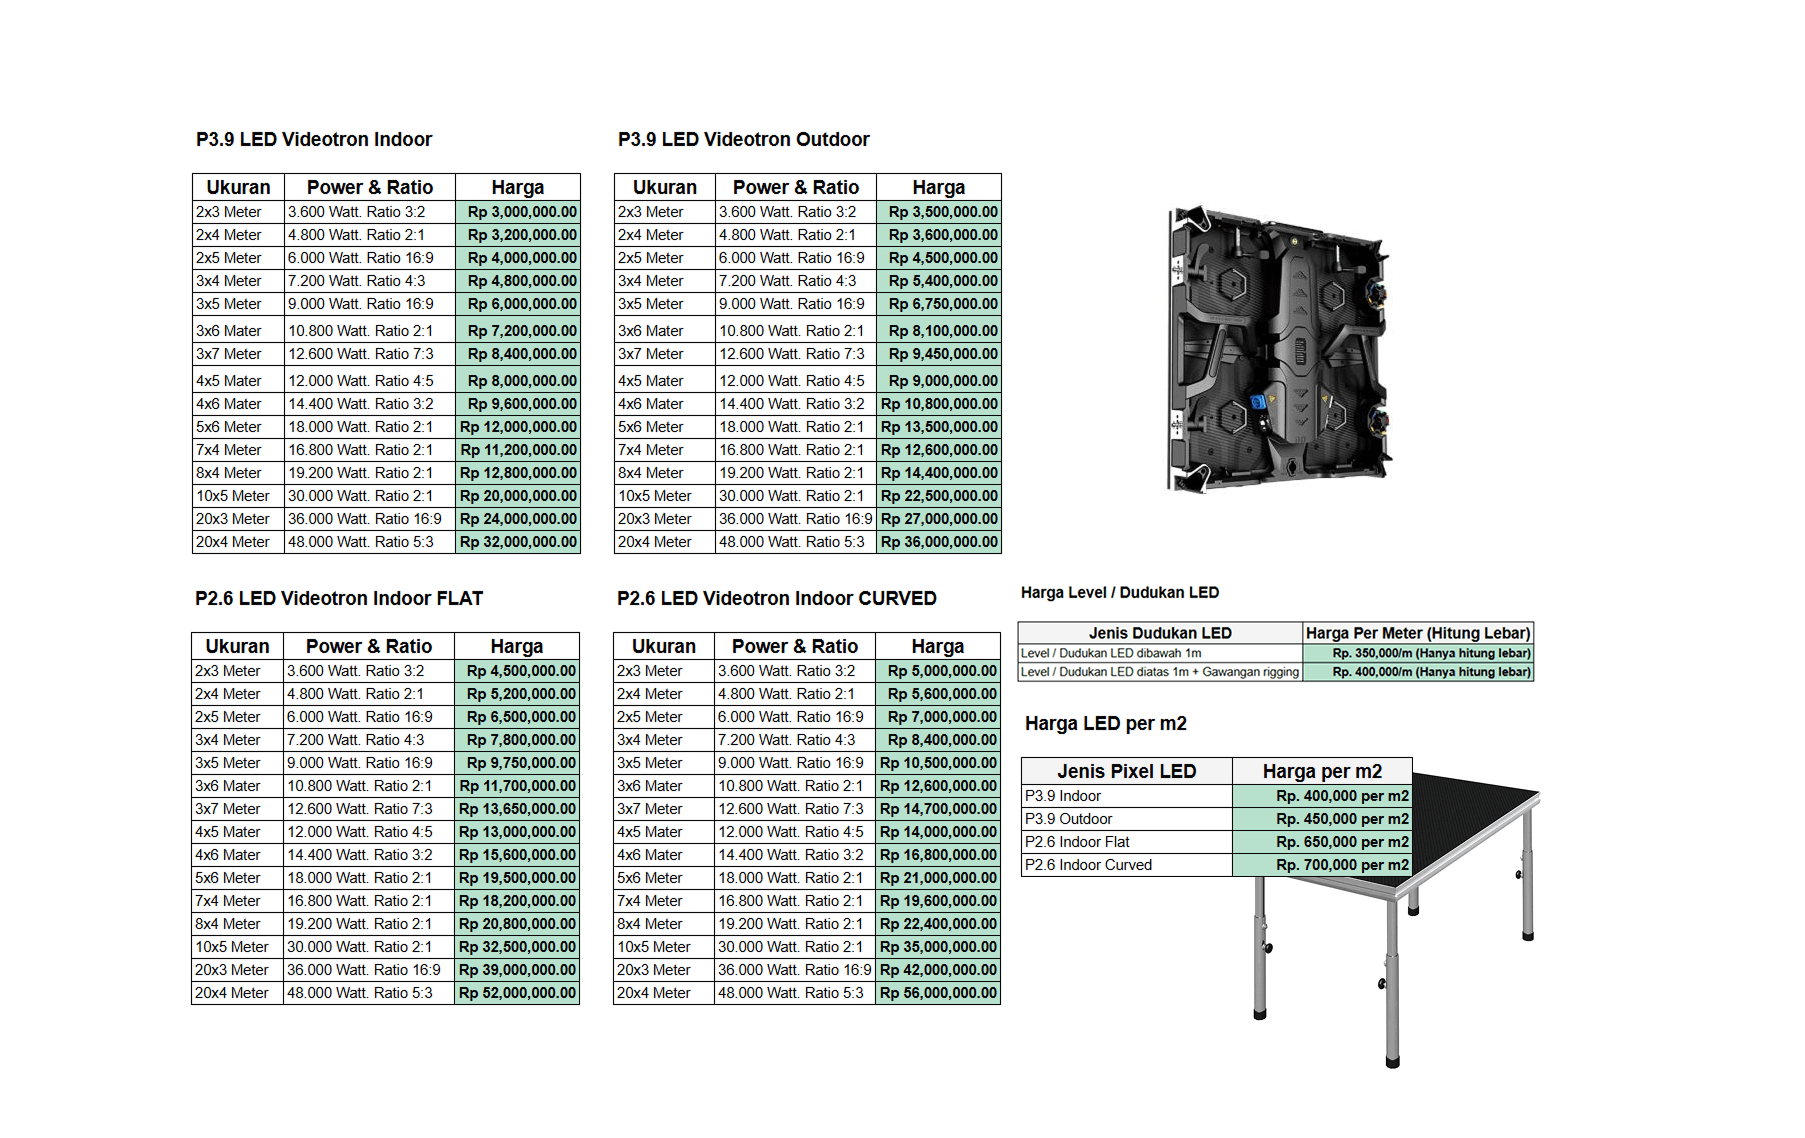 P3.9 LED Videotron Indoor
Ukuran Power & Ratio Harga
2x3 Meter 3.600 Watt. Ratio 3:2 Rp 3,000,000.00
2x4 Meter 4.800 Watt. Ratio 2:1 Rp 3,200,000.00
2x5 Meter 6.000 Watt. Ratio 16:9 Rp 4,000,000.00
3x4 Meter 7.200 Watt. Ratio 4:3 Rp 4,800,000.00
3x5 Meter 9.000 Watt. Ratio 16:9 Rp 6,000,000.00
3x6 Mater 10.800 Watt. Ratio 2:1 Rp 7,200,000.00
3x7 Meter 12.600 Watt. Ratio 7:3 Rp 8,400,000.00
4x5 Mater 12.000 Watt. Ratio 4:5 Rp 8,000,000.00
4x6 Mater 14.400 Watt. Ratio 3:2 Rp 9,600,000.00
5x6 Meter 18.000 Watt. Ratio 2:1 Rp 12,000,000.00
7x4 Meter 16.800 Watt. Ratio 2:1 Rp 11,200,000.00
8x4 Meter 19.200 Watt. Ratio 2:1 Rp 12,800,000.00
10x5 Meter 30.000 Watt. Ratio 2:1 Rp 20,000,000.00
20x3 Meter 36.000 Watt. Ratio 16:9 Rp 24,000,000.00
20x4 Meter 48.000 Watt. Ratio 5:3 Rp 32,000,000.00
P3.9 LED Videotron Outdoor
Ukuran Power & Ratio Harga
2x3 Meter 3.600 Watt. Ratio 3:2 Rp 3,500,000.00
2x4 Meter 4.800 Watt. Ratio 2:1 Rp 3,600,000.00
2x5 Meter 6.000 Watt. Ratio 16:9 Rp 4,500,000.00
3x4 Meter 7.200 Watt. Ratio 4:3 Rp 5,400,000.00
3x5 Meter 9.000 Watt. Ratio 16:9 Rp 6,750,000.00
3x6 Mater 10.800 Watt. Ratio 2:1 Rp 8,100,000.00
3x7 Meter 12.600 Watt. Ratio 7:3 Rp 9,450,000.00
4x5 Mater 12.000 Watt. Ratio 4:5 Rp 9,000,000.00
4x6 Mater 14.400 Watt. Ratio 3:2 Rp 10,800,000.00
5x6 Meter 18.000 Watt. Ratio 2:1 Rp 13,500,000.00
7x4 Meter 16.800 Watt. Ratio 2:1 Rp 12,600,000.00
8x4 Meter 19.200 Watt. Ratio 2:1 Rp 14,400,000.00
10x5 Meter 30.000 Watt. Ratio 2:1 Rp 22,500,000.00
20x3 Meter 36.000 Watt. Ratio 16:9 Rp 27,000,000.00
20x4 Meter 48.000 Watt. Ratio 5:3 Rp 36,000,000.00
P2.6 LED Videotron Indoor FLAT
Ukuran Power & Ratio Harga
2x3 Meter 3.600 Watt. Ratio 3:2 Rp 4,500,000.00
2x4 Meter 4.800 Watt. Ratio 2:1 Rp 5,200,000.00
2x5 Meter 6.000 Watt. Ratio 16:9 Rp 6,500,000.00
3x4 Meter 7.200 Watt. Ratio 4:3 Rp 7,800,000.00
3x5 Meter 9.000 Watt. Ratio 16:9 Rp 9,750,000.00
3x6 Meter 10.800 Watt. Ratio 2:1 Rp 11,700,000.00
3x7 Meter 12.600 Watt. Ratio 7:3 Rp 13,650,000.00
4x5 Mater 12.000 Watt. Ratio 4:5 Rp 13,000,000.00
4x6 Mater 14.400 Watt. Ratio 3:2 Rp 15,600,000.00
5x6 Meter 18.000 Watt. Ratio 2:1 Rp 19,500,000.00
7x4 Meter 16.800 Watt. Ratio 2:1 Rp 18,200,000.00
8x4 Meter 19.200 Watt. Ratio 2:1 Rp 20,800,000.00
10x5 Meter 30.000 Watt. Ratio 2:1 Rp 32,500,000.00
20x3 Meter 36.000 Watt. Ratio 16:9 Rp 39,000,000.00
20x4 Meter 48.000 Watt. Ratio 5:3 Rp 52,000,000.00
P2.6 LED Videotron Indoor CURVED
Ukuran Power & Ratio Harga
2x3 Meter 3.600 Watt. Ratio 3:2 Rp 5,000,000.00
2x4 Meter 4.800 Watt. Ratio 2:1 Rp 5,600,000.00
2x5 Meter 6.000 Watt. Ratio 16:9 Rp 7,000,000.00
3x4 Meter 7.200 Watt. Ratio 4:3 Rp 8,400,000.00
3x5 Meter 9.000 Watt. Ratio 16:9 Rp 10,500,000.00
3x6 Meter 10.800 Watt. Ratio 2:1 Rp 12,600,000.00
3x7 Meter 12.600 Watt. Ratio 7:3 Rp 14,700,000.00
4x5 Mater 12.000 Watt. Ratio 4:5 Rp 14,000,000.00
4x6 Mater 14.400 Watt. Ratio 3:2 Rp 16,800,000.00
5x6 Meter 18.000 Watt. Ratio 2:1 Rp 21,000,000.00
7x4 Meter 16.800 Watt. Ratio 2:1 Rp 19,600,000.00
8x4 Meter 19.200 Watt. Ratio 2:1 Rp 22,400,000.00
10x5 Meter 30.000 Watt. Ratio 2:1 Rp 35,000,000.00
20x3 Meter 36.000 Watt. Ratio 16:9 Rp 42,000,000.00
20x4 Meter 48.000 Watt. Ratio 5:3 Rp 56,000,000.00
Harga Level / Dudukan LED
Jenis Dudukan LED Harga Per Meter (Hitung Lebar)
Level / Dudukan LED dibawah 1m Rp. 350,000/m (Hanya hitung lebar)
Level / Dudukan LED diatas 1m + Gawangan rigging Rp. 400,000/m (Hanya hitung lebar)
Harga LED per m2
Jenis Pixel LED Harga per m2
P3.9 Indoor Rp. 400,000 per m2
P3.9 Outdoor Rp. 450,000 per m2
P2.6 Indoor Flat Rp. 650,000 per m2
P2.6 Indoor Curved Rp. 700,000 per m2